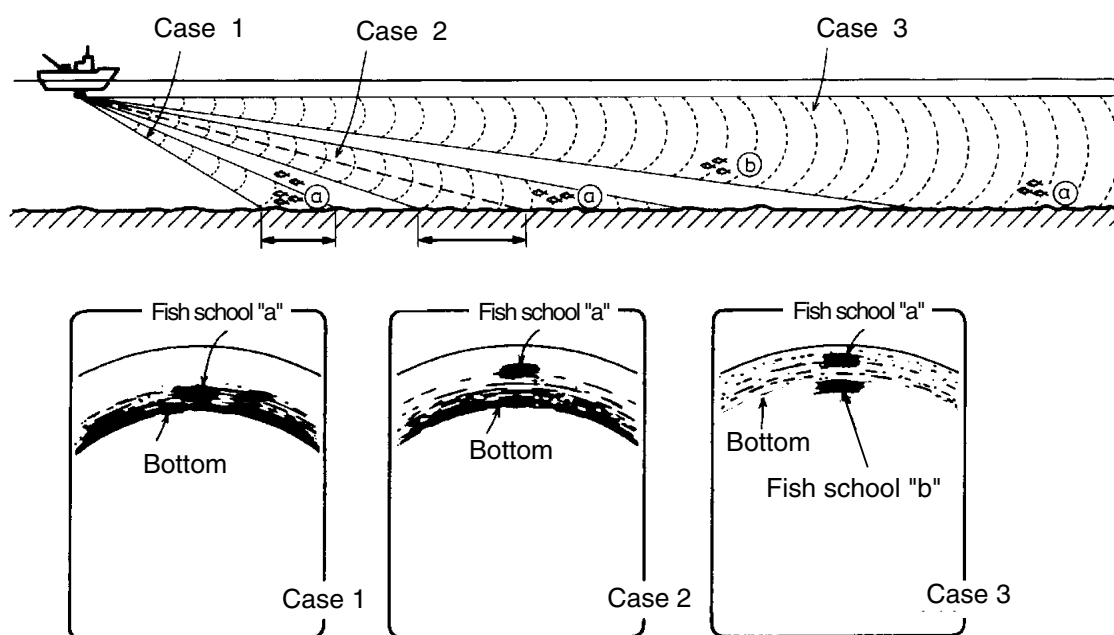 Case 1
Case 2
Case 3
b
a
a
a
Fish school "a"
Fish school "a"
Fish school "a"
Bottom
Bottom
Bottom
Fish school "b"
Case 1
Case 2
Case 3